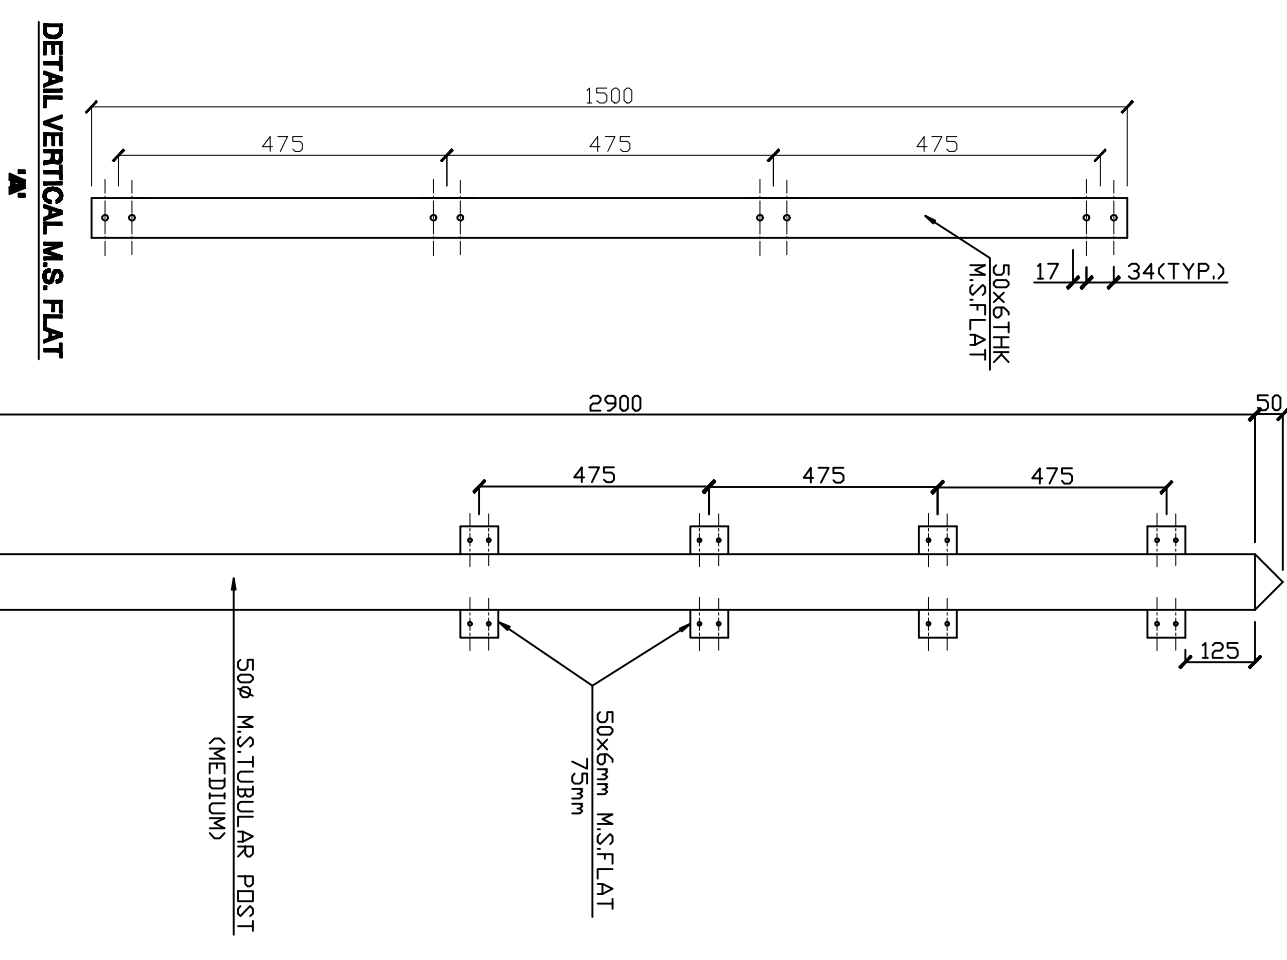 1500
475
475
475
17
34(TYP.)
50x6THK
M.S.FLAT
DETAIL VERTICAL M.S. FLAT
'A'
2900
50
475
475
475
125
50x6mm M.S.FLAT
75mm
50ø M.S.TUBULAR POST
(MEDIUM)